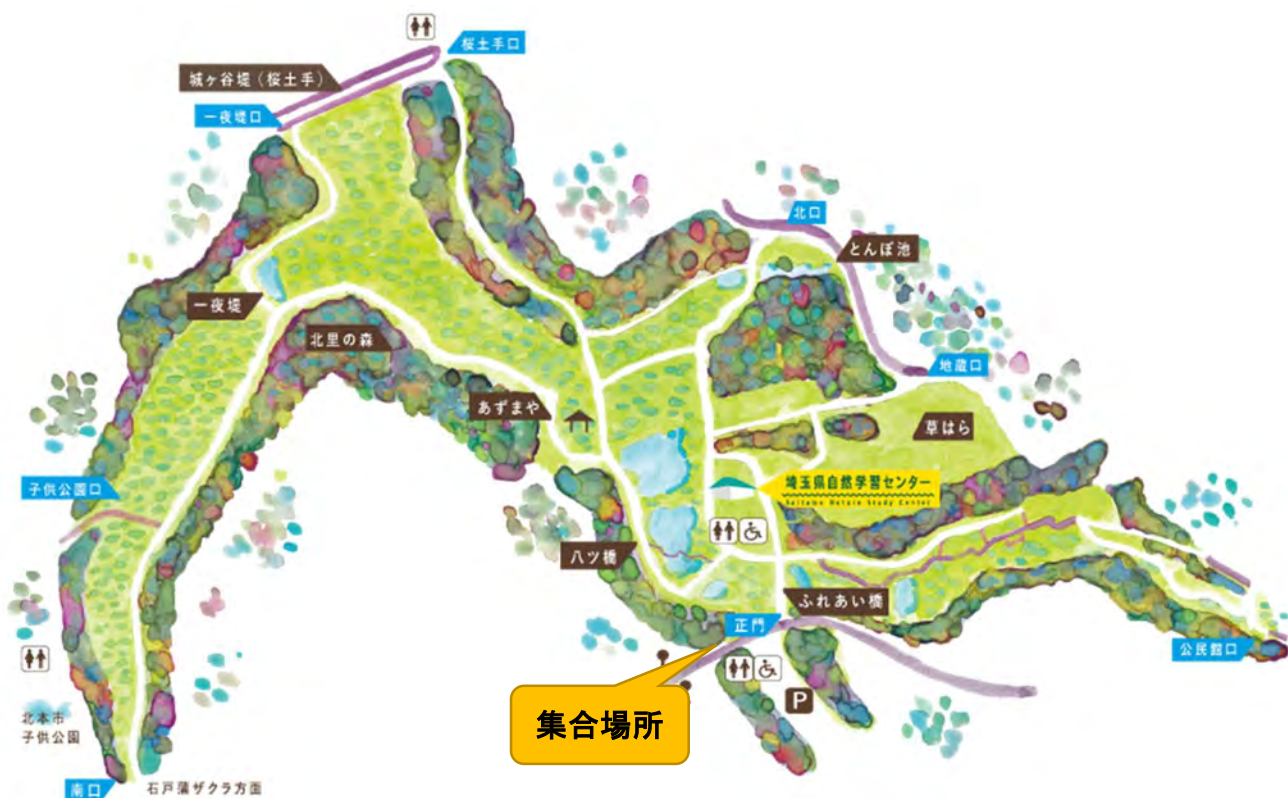 桜土手口
城ヶ谷堤（桜土手）
一夜堤口
北口
とんぼ池
一夜堤
北里の森
地蔵口
あずまや
草はら
子供公園口
埼玉県自然学習センター
Saitama Nature Study Center
八ツ橋
ふれあい橋
正門
公民館口
P
集合場所
北本市
子供公園
南口
石戸蒲ザクラ方面